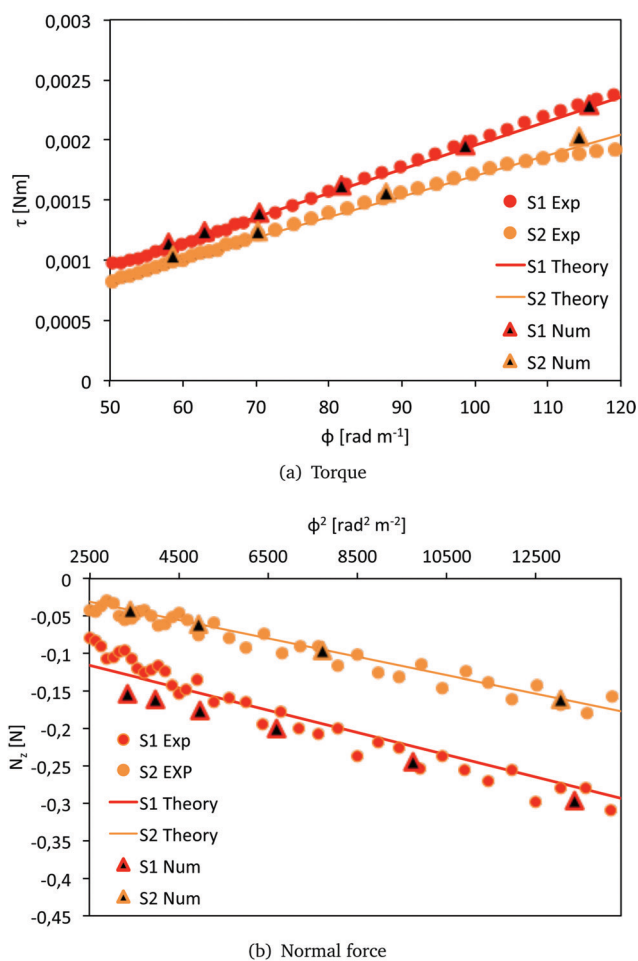 0,003
0,0025
0,002
0,0015
0,001
0,0005
0
τ [Nm]
S1 Exp
S2 Exp
S1 Theory
S2 Theory
S1 Num
S2 Num
50 60 70 80 90 100 110 120
ϕ [rad m-1]
(a) Torque
ϕ2 [rad2 m-2]
2500 4500 6500 8500 10500 12500
0
-0,05
-0,1
-0,15
-0,2
-0,25
-0,3
-0,35
-0,4
-0,45
Nz [N]
S1 Exp
S2 EXP
S1 Theory
S2 Theory
S1 Num
S2 Num
(b) Normal force